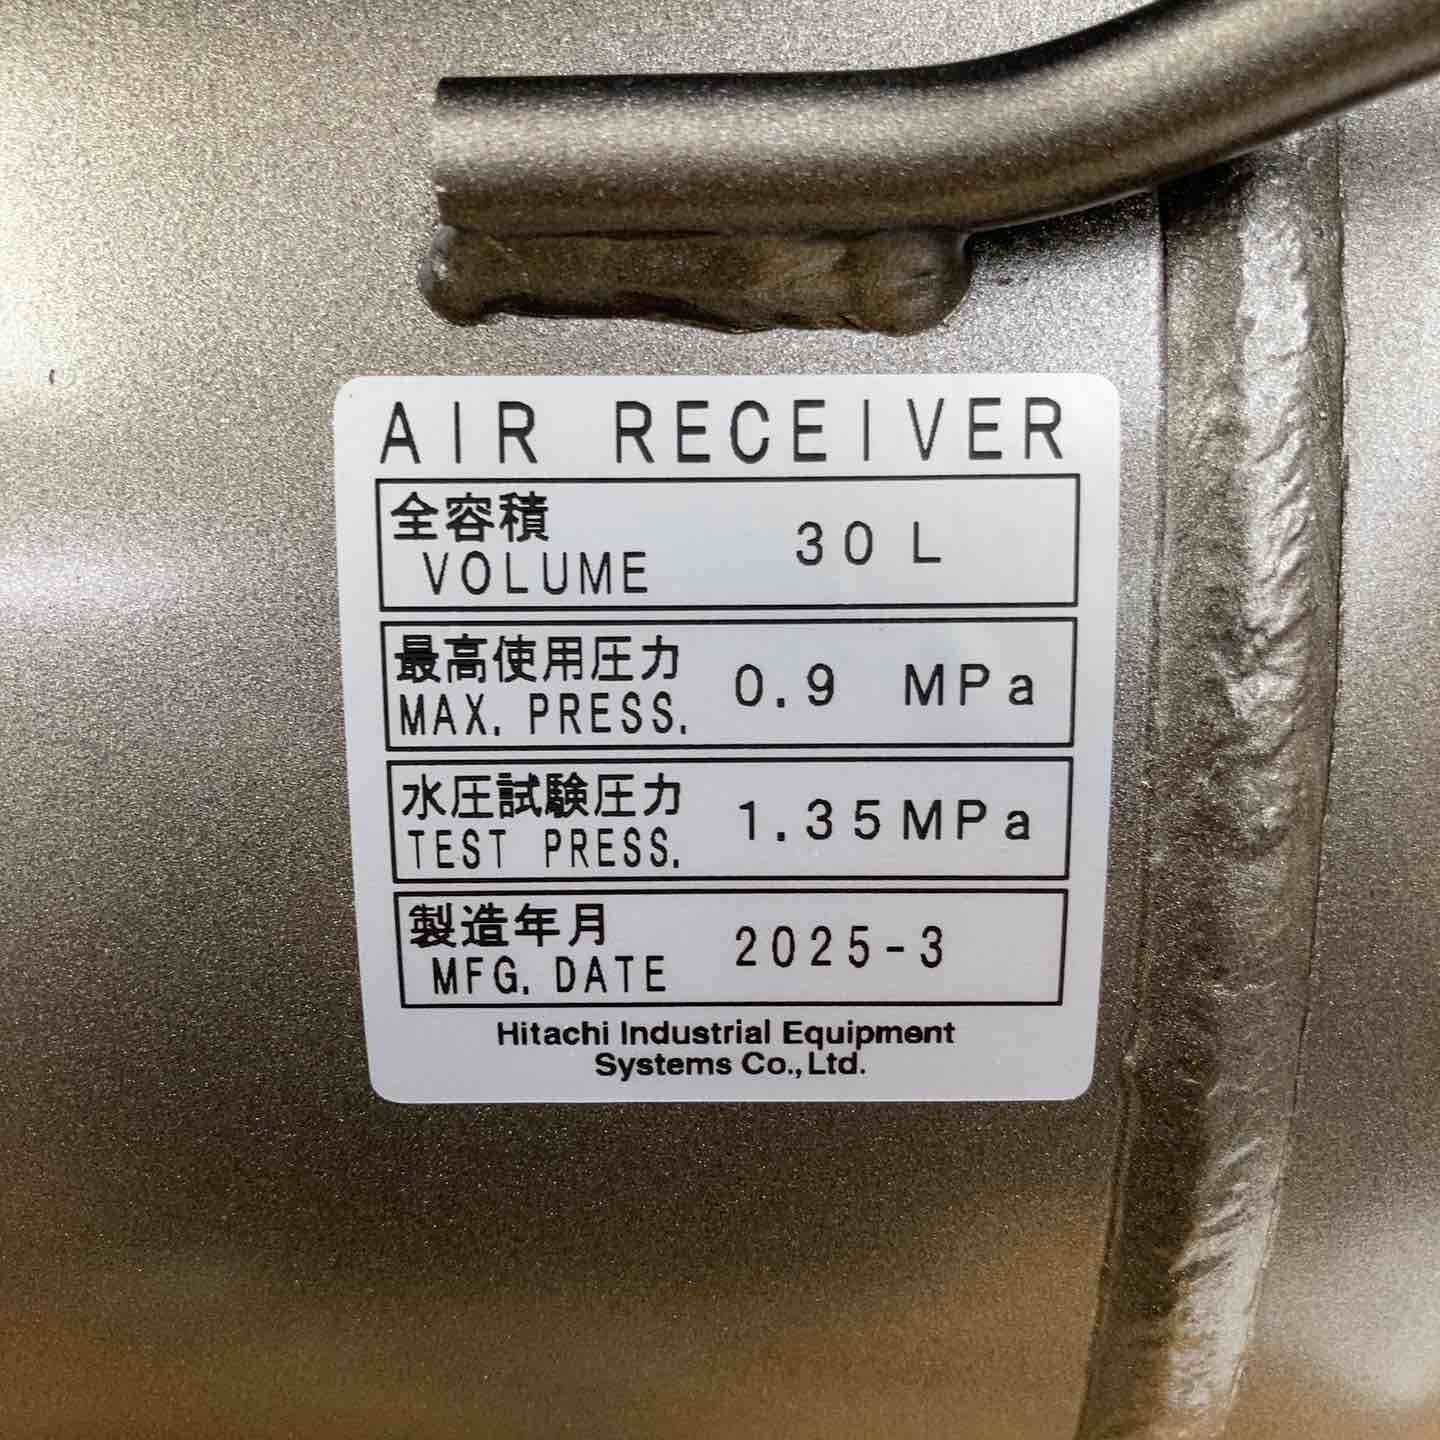 AIR RECEIVER
全容積
VOLUME
30 L
最高使用圧力
MAX. PRESS.
0.9 MPa
水圧試験圧力
TEST PRESS.
1.35MPa
製造年月
MFG. DATE
2025-3
Hitachi Industrial Equipment
Systems Co., Ltd.